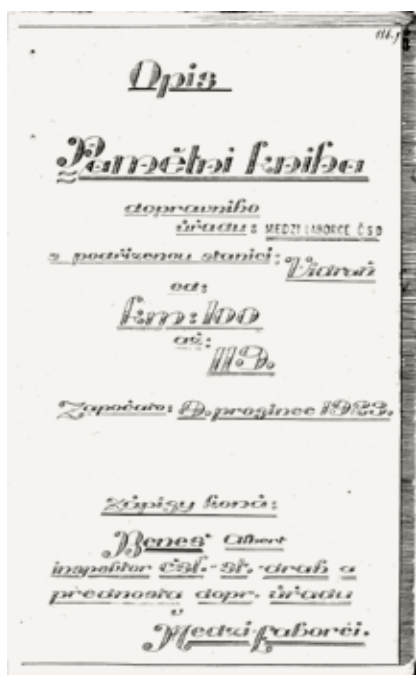 Opis
Pamětní kniha
dopravního
úřadu: MEDZILABORCE ČSD
s podřízenou stanicí: Vidraň
od:
km: 100
až:
119.
Započato: 9. prosince 1923.
Zápisy koná:
Beneš Albert
inspektor čsl. st. drah a
přednosta dopr. úřadu
v
Medzilaborci.